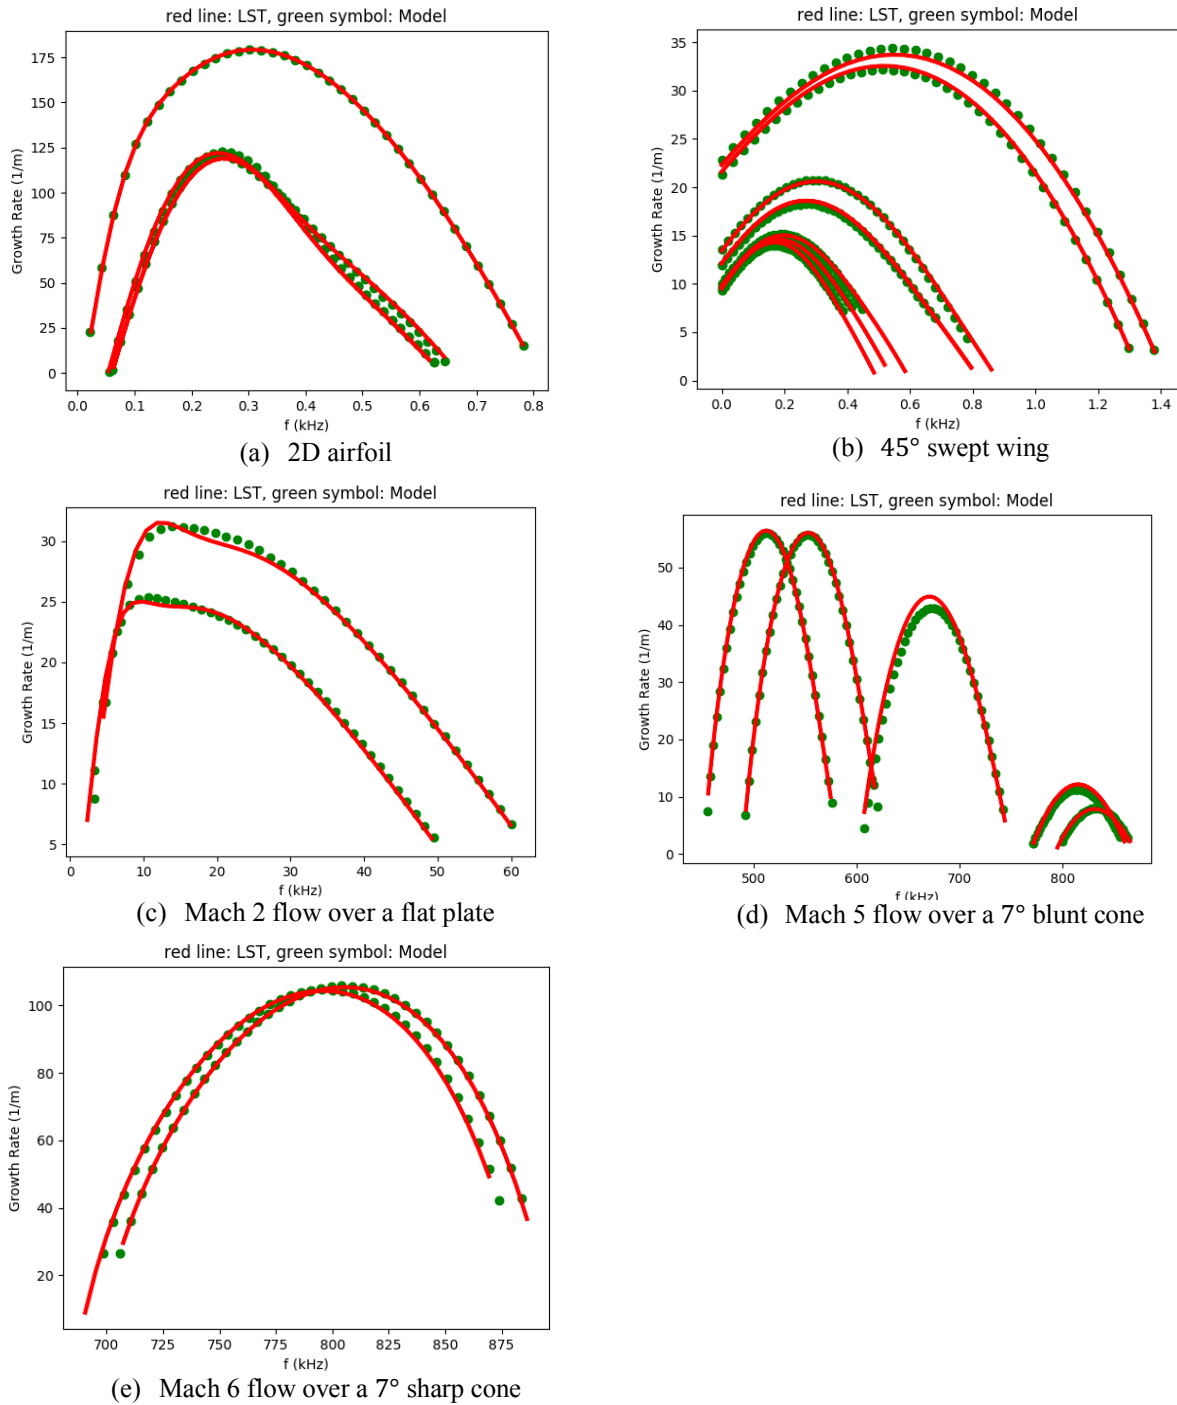 red line: LST, green symbol: Model
Growth Rate (1/m)
175
150
125
100
75
50
25
0
0.0 0.1 0.2 0.3 0.4 0.5 0.6 0.7 0.8
f (kHz)
(a) 2D airfoil
red line: LST, green symbol: Model
Growth Rate (1/m)
35
30
25
20
15
10
5
0
0.0 0.2 0.4 0.6 0.8 1.0 1.2 1.4
f (kHz)
(b) 45° swept wing
red line: LST, green symbol: Model
Growth Rate (1/m)
30
25
20
15
10
5
0 10 20 30 40 50 60
f (kHz)
(c) Mach 2 flow over a flat plate
red line: LST, green symbol: Model
Growth Rate (1/m)
50
40
30
20
10
0
500 600 700 800
f (kHz)
(d) Mach 5 flow over a 7° blunt cone
red line: LST, green symbol: Model
Growth Rate (1/m)
100
80
60
40
20
700 725 750 775 800 825 850 875
f (kHz)
(e) Mach 6 flow over a 7° sharp cone